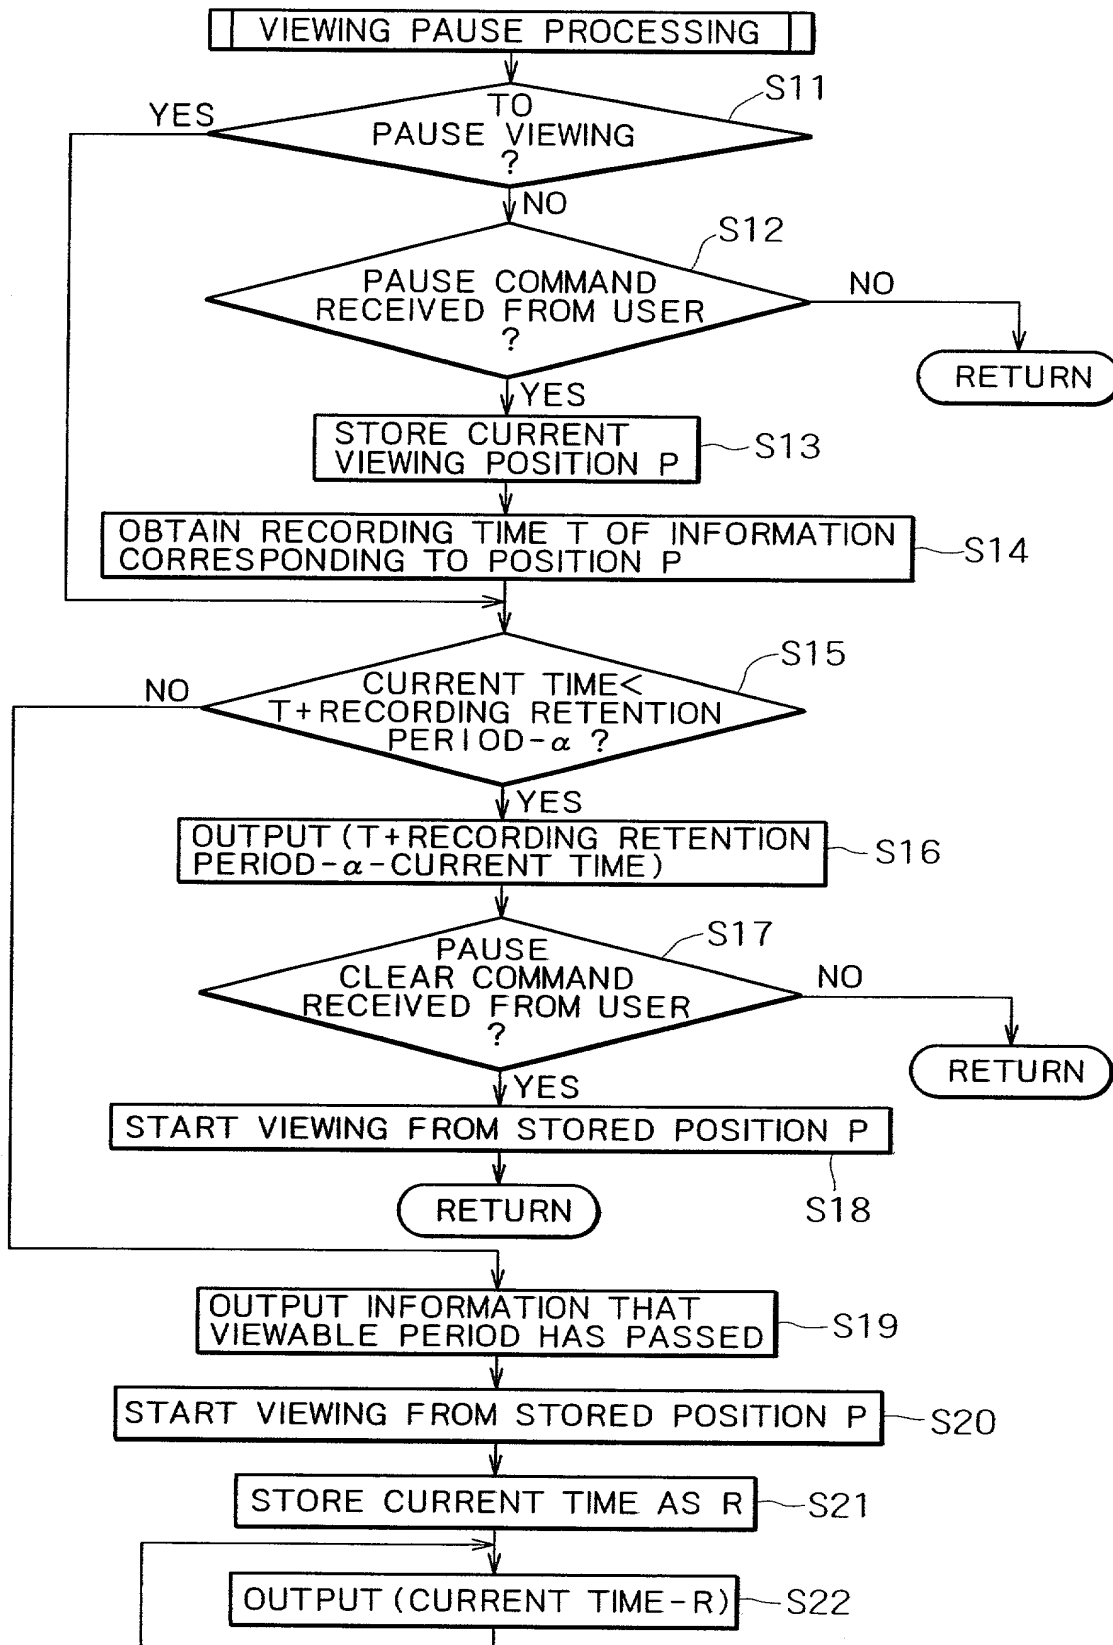 VIEWING PAUSE PROCESSING
S11
YES
TO
PAUSE VIEWING
?
NO
S12
PAUSE COMMAND
RECEIVED FROM USER
?
NO
RETURN
YES
STORE CURRENT
VIEWING POSITION P
S13
OBTAIN RECORDING TIME T OF INFORMATION
CORRESPONDING TO POSITION P
S14
S15
NO
CURRENT TIME<
T+RECORDING RETENTION
PERIOD-α ?
YES
OUTPUT (T+RECORDING RETENTION
PERIOD-α-CURRENT TIME)
S16
S17
PAUSE
CLEAR COMMAND
RECEIVED FROM USER
?
NO
RETURN
YES
START VIEWING FROM STORED POSITION P
S18
RETURN
OUTPUT INFORMATION THAT
VIEWABLE PERIOD HAS PASSED
S19
START VIEWING FROM STORED POSITION P
S20
STORE CURRENT TIME AS R
S21
OUTPUT (CURRENT TIME-R)
S22